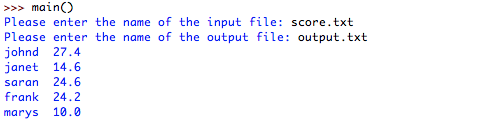 >>> main()
Please enter the name of the input file: score.txt
Please enter the name of the output file: output.txt
johnd  27.4
janet  14.6
saran  24.6
frank  24.2
marys  10.0